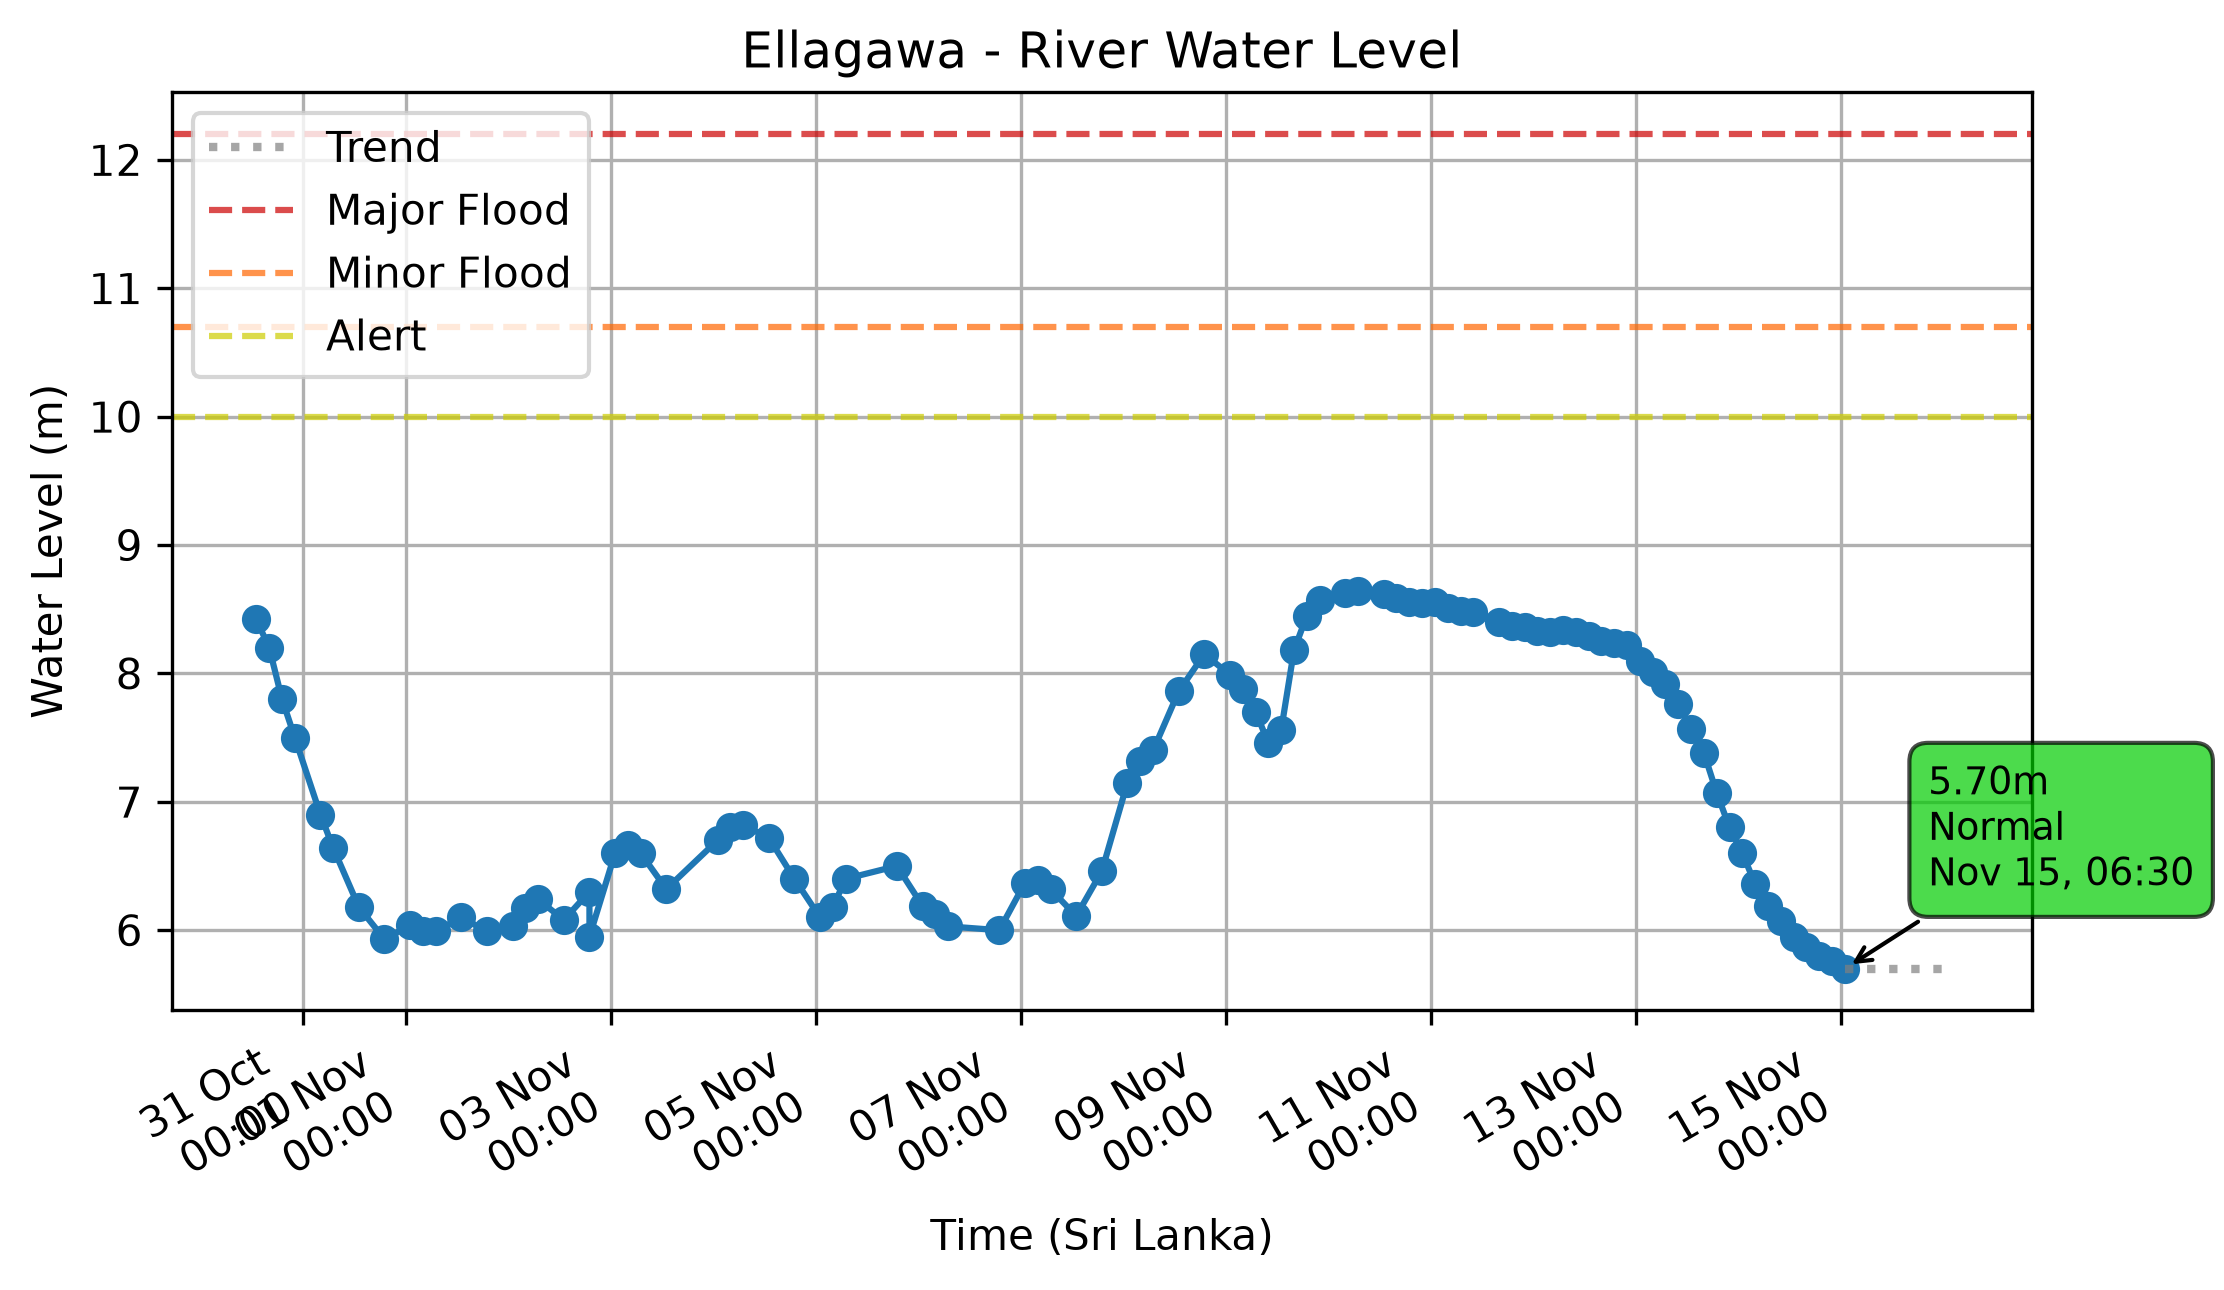 Ellagawa - River Water Level
Trend
Major Flood
Minor Flood
Alert
12
11
10
9
8
7
6
Water Level (m)
5.70m
Normal
Nov 15, 06:30
31 Oct
00:00
01 Nov
00:00
03 Nov
00:00
05 Nov
00:00
07 Nov
00:00
09 Nov
00:00
11 Nov
00:00
13 Nov
00:00
15 Nov
00:00
Time (Sri Lanka)